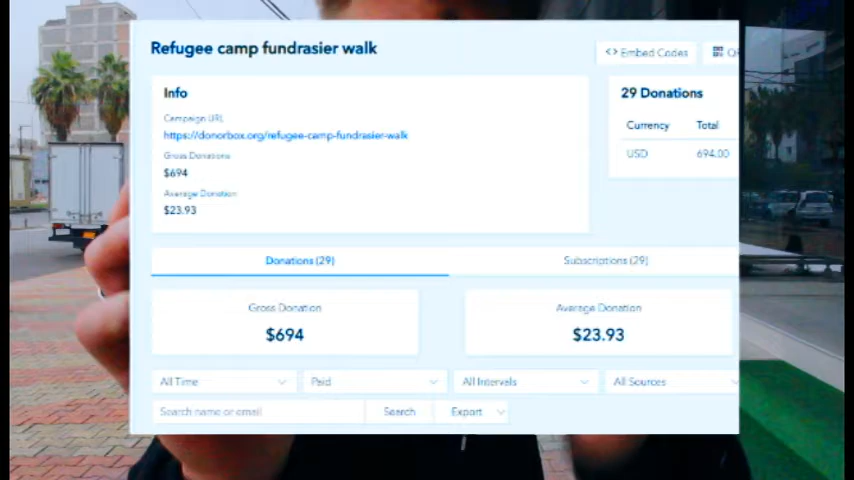 Refugee camp fundrasier walk
<> Embed Codes
Info
Campaign URL
https://donorbox.org/refugee-camp-fundrasier-walk
Gross Donations
$694
Average Donation
$23.93
29 Donations
Currency Total
USD 694.00
Donations (29) Subscriptions (29)
Gross Donation
$694
Average Donation
$23.93
All Time Paid All Intervals All Sources
Search name or email Search Export